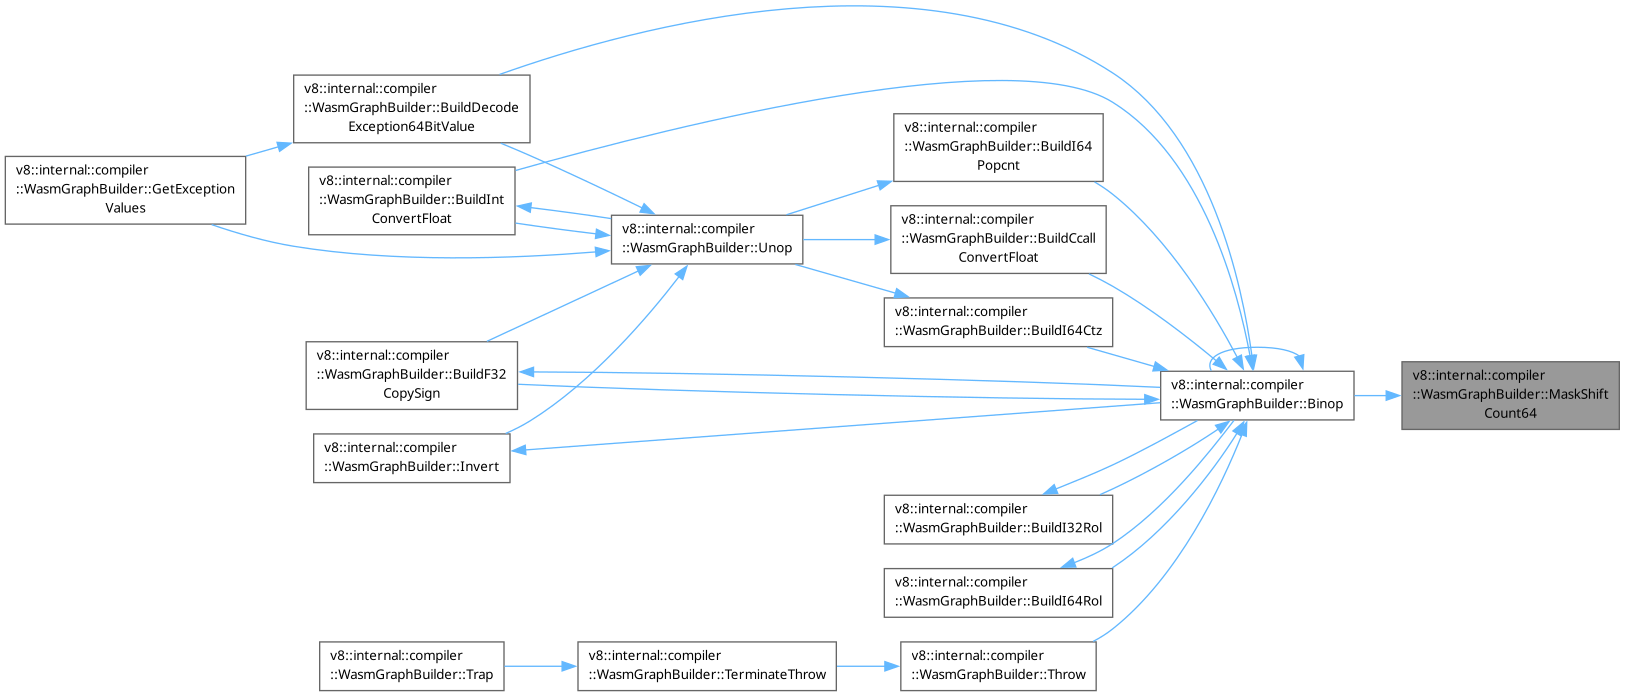 v8::internal::compiler
::WasmGraphBuilder::BuildDecode
Exception64BitValue
v8::internal::compiler
::WasmGraphBuilder::GetException
Values
v8::internal::compiler
::WasmGraphBuilder::BuildInt
ConvertFloat
v8::internal::compiler
::WasmGraphBuilder::Unop
v8::internal::compiler
::WasmGraphBuilder::BuildI64
Popcnt
v8::internal::compiler
::WasmGraphBuilder::BuildCcall
ConvertFloat
v8::internal::compiler
::WasmGraphBuilder::BuildI64Ctz
v8::internal::compiler
::WasmGraphBuilder::BuildF32
CopySign
v8::internal::compiler
::WasmGraphBuilder::Binop
v8::internal::compiler
::WasmGraphBuilder::MaskShift
Count64
v8::internal::compiler
::WasmGraphBuilder::Invert
v8::internal::compiler
::WasmGraphBuilder::BuildI32Rol
v8::internal::compiler
::WasmGraphBuilder::BuildI64Rol
v8::internal::compiler
::WasmGraphBuilder::Trap
v8::internal::compiler
::WasmGraphBuilder::TerminateThrow
v8::internal::compiler
::WasmGraphBuilder::Throw